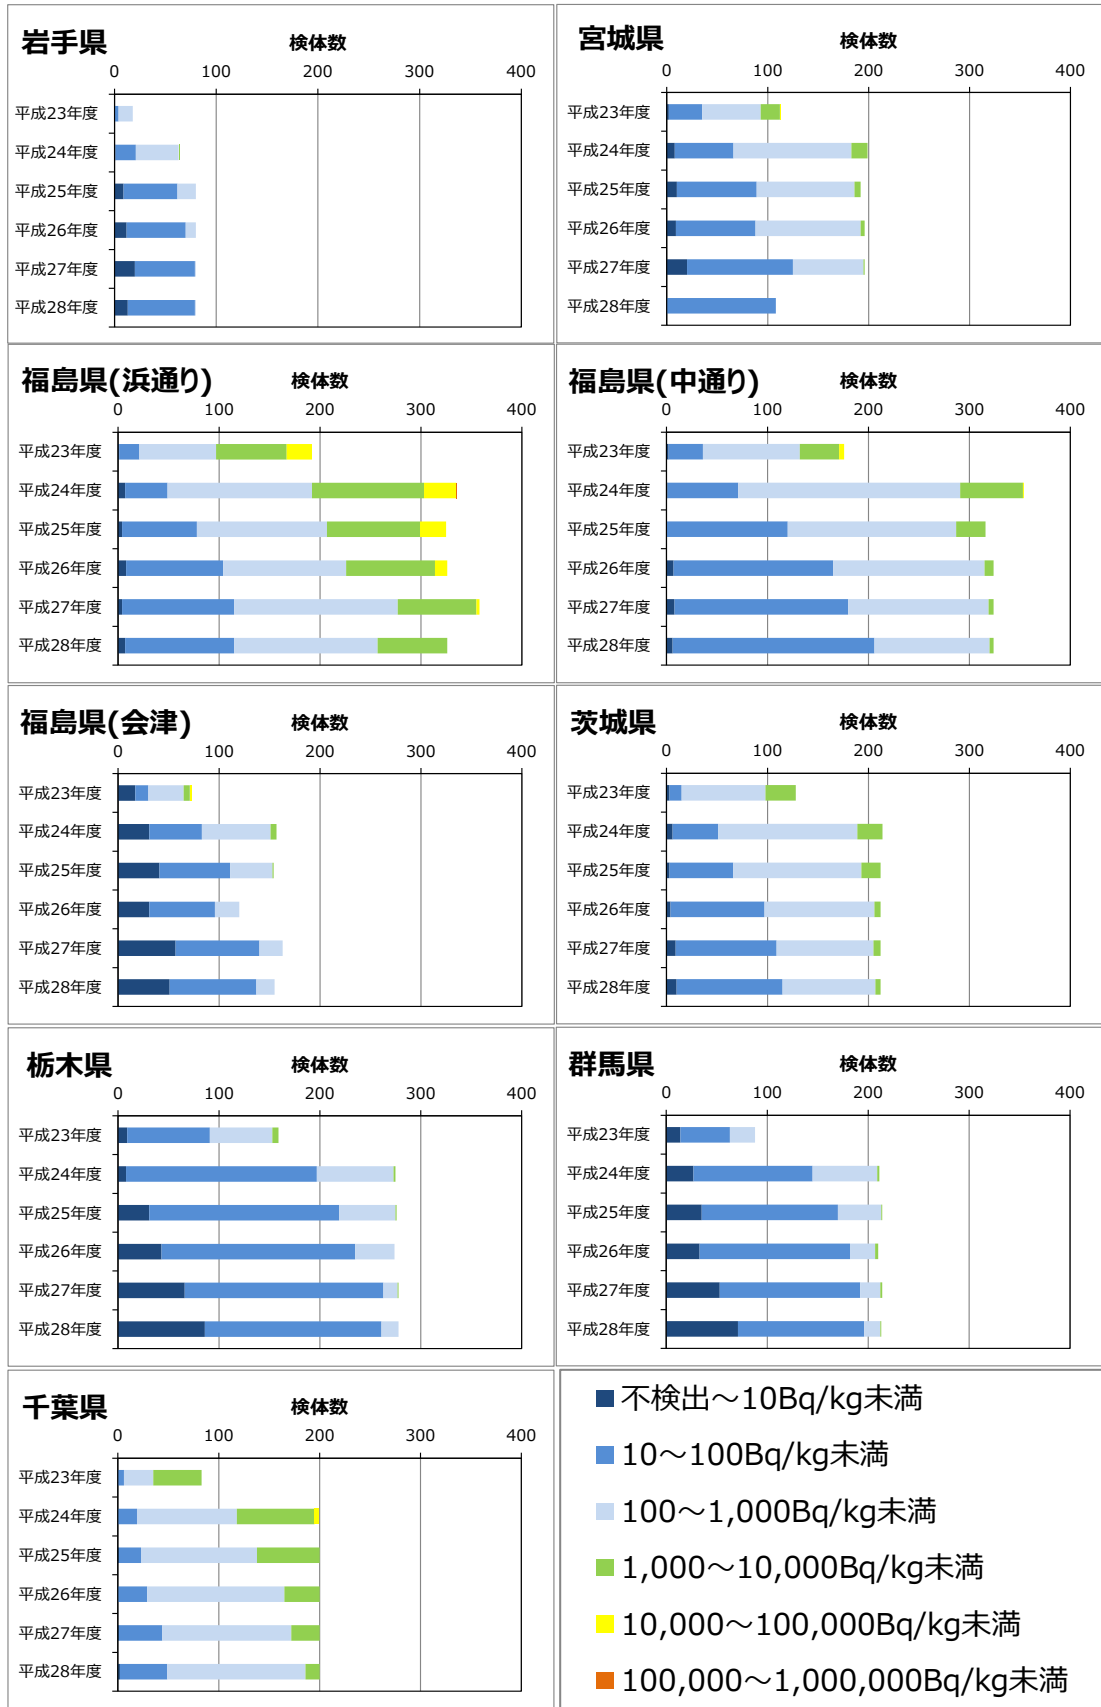 岩手県
検体数
0 100 200 300 400
平成23年度
平成24年度
平成25年度
平成26年度
平成27年度
平成28年度
宮城県
検体数
0 100 200 300 400
平成23年度
平成24年度
平成25年度
平成26年度
平成27年度
平成28年度
福島県(浜通り)
検体数
0 100 200 300 400
平成23年度
平成24年度
平成25年度
平成26年度
平成27年度
平成28年度
福島県(中通り)
検体数
0 100 200 300 400
平成23年度
平成24年度
平成25年度
平成26年度
平成27年度
平成28年度
福島県(会津)
検体数
0 100 200 300 400
平成23年度
平成24年度
平成25年度
平成26年度
平成27年度
平成28年度
茨城県
検体数
0 100 200 300 400
平成23年度
平成24年度
平成25年度
平成26年度
平成27年度
平成28年度
栃木県
検体数
0 100 200 300 400
平成23年度
平成24年度
平成25年度
平成26年度
平成27年度
平成28年度
群馬県
検体数
0 100 200 300 400
平成23年度
平成24年度
平成25年度
平成26年度
平成27年度
平成28年度
千葉県
検体数
0 100 200 300 400
平成23年度
平成24年度
平成25年度
平成26年度
平成27年度
平成28年度
不検出～10Bq/kg未満
10～100Bq/kg未満
100～1,000Bq/kg未満
1,000～10,000Bq/kg未満
10,000～100,000Bq/kg未満
100,000～1,000,000Bq/kg未満